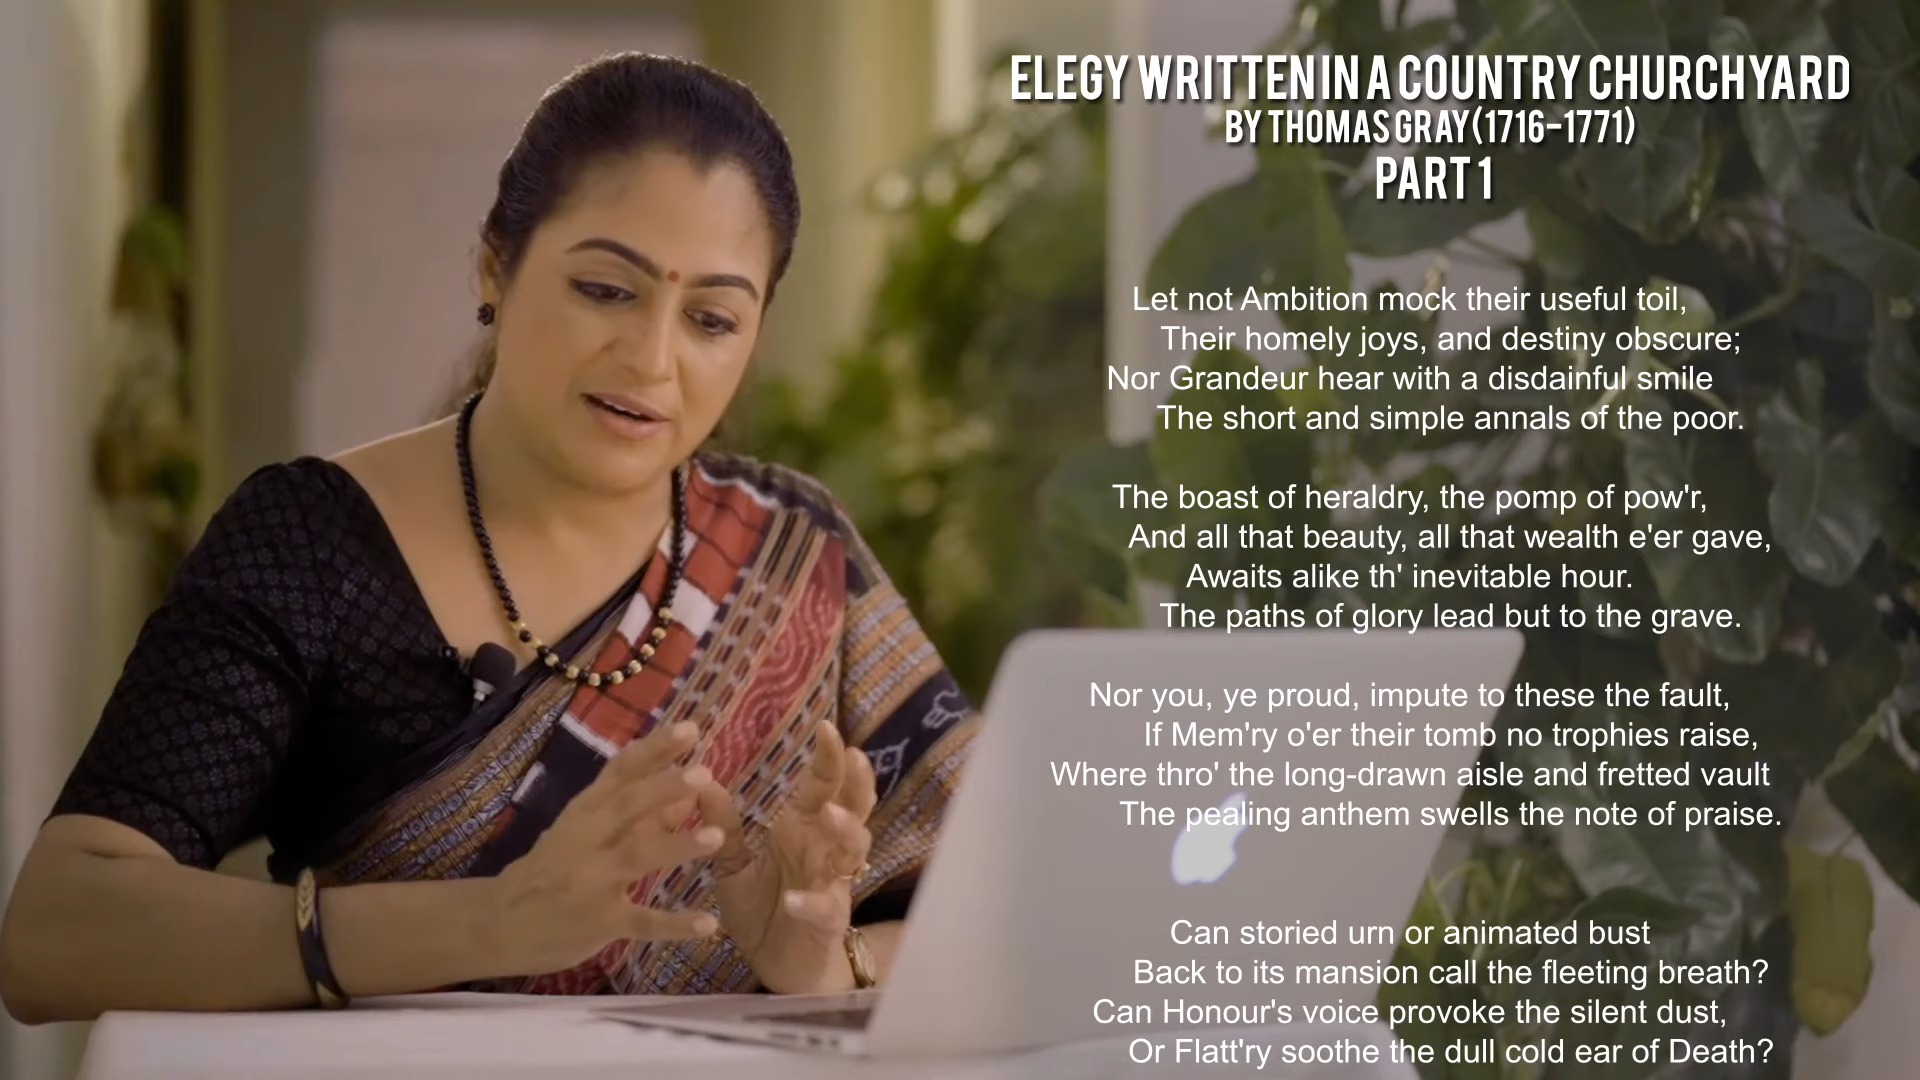 ELEGY WRITTEN IN A COUNTRY CHURCHYARD
BY THOMAS GRAY (1716-1771)
PART 1
Let not Ambition mock their useful toil,
Their homely joys, and destiny obscure;
Nor Grandeur hear with a disdainful smile
The short and simple annals of the poor.
The boast of heraldry, the pomp of pow'r,
And all that beauty, all that wealth e'er gave,
Awaits alike th' inevitable hour.
The paths of glory lead but to the grave.
Nor you, ye proud, impute to these the fault,
If Mem'ry o'er their tomb no trophies raise,
Where thro' the long-drawn aisle and fretted vault
The pealing anthem swells the note of praise.
Can storied urn or animated bust
Back to its mansion call the fleeting breath?
Can Honour's voice provoke the silent dust,
Or Flatt'ry soothe the dull cold ear of Death?